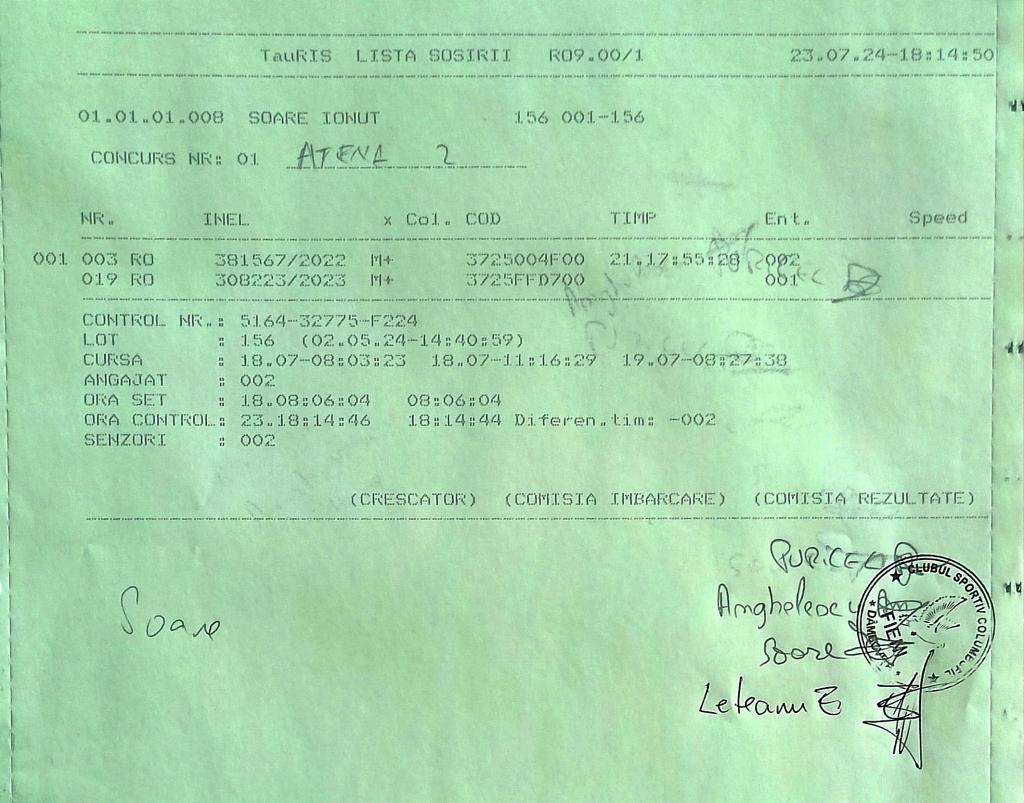 TauRIS LISTA SOSIRII RO9.00/1 23.07.24-18:14:50
01.01.01.008 SOARE IONUT 156 001-156
CONCURS NR: 01 ATENA 2
NR. INEL x Col. COD TIMP Ent. Speed
001 003 RO 381567/2022 M+ 3725004F00 21.17:55:28 002
019 RO 308223/2023 M+ 3725FFD700 001
CONTROL NR.: 5164-32775-F224
LOT : 156 (02.05.24-14:40:59)
CURSA : 18.07-08:03:23 18.07-11:16:29 19.07-08:27:38
ANGAJAT : 002
ORA SET : 18.08:06:04 08:06:04
ORA CONTROL: 23.18:14:46 18:14:44 Diferen.tim: -002
SENZORI : 002
(CRESCATOR) (COMISIA IMBARCARE) (COMISIA REZULTATE)
Soare
Soare
Leteanu E
CLUBUL SPORTIV COLUMBOFIL